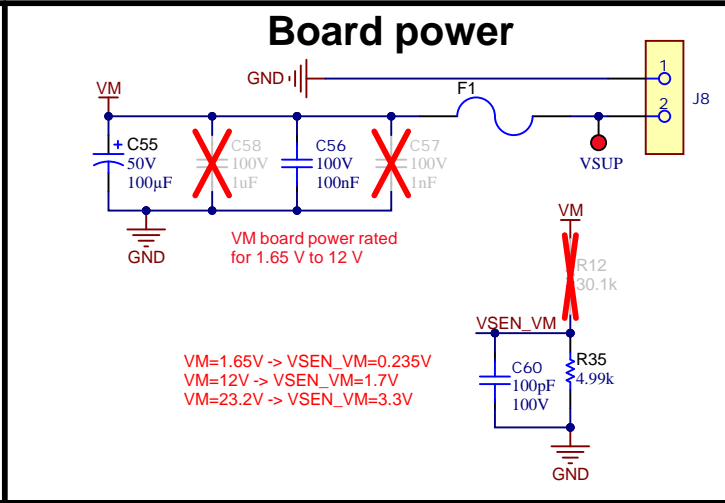 Board power
GND
1
F1
VM
2
J8
C55
50V
100µF
C58
100V
1uF
C56
100V
100nF
C57
100V
1nF
VSUP
GND
VM board power rated
for 1.65 V to 12 V
VM
R12
30.1k
VSEN_VM
VM=1.65V -> VSEN_VM=0.235V
VM=12V -> VSEN_VM=1.7V
VM=23.2V -> VSEN_VM=3.3V
C60
100pF
100V
R35
4.99k
GND